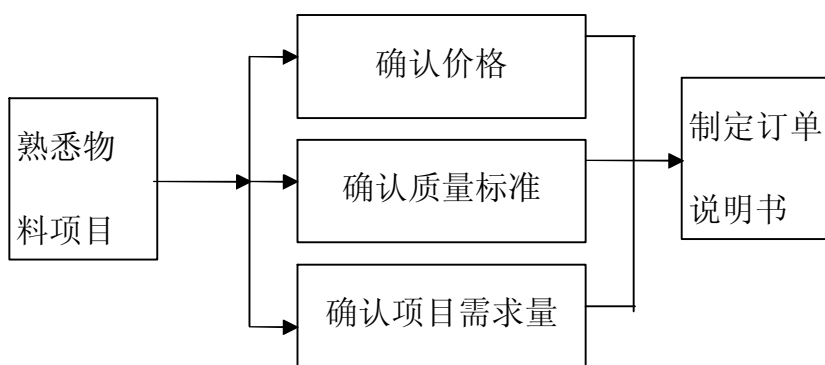 熟悉物
料项目
确认价格
确认质量标准
确认项目需求量
制定订单
说明书